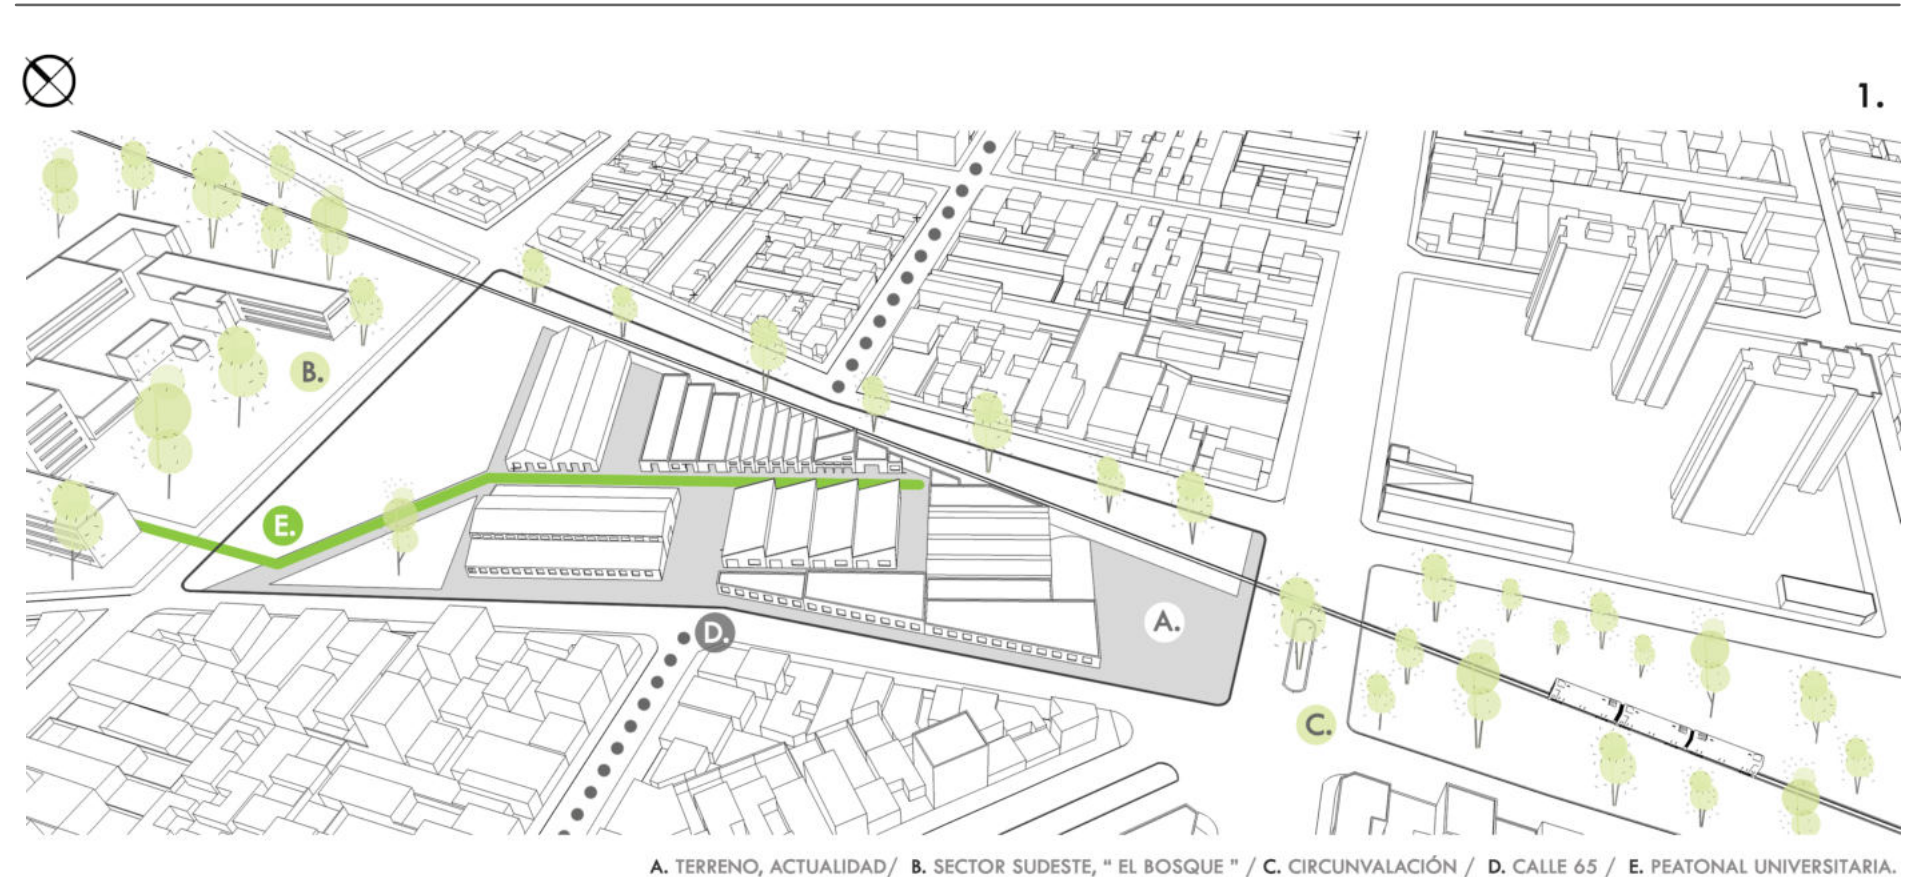 1.
B.
E.
D.
A.
C.
A. TERRENO, ACTUALIDAD/ B. SECTOR SUDESTE, “ EL BOSQUE ” / C. CIRCUNVALACIÓN / D. CALLE 65 / E. PEATONAL UNIVERSITARIA.